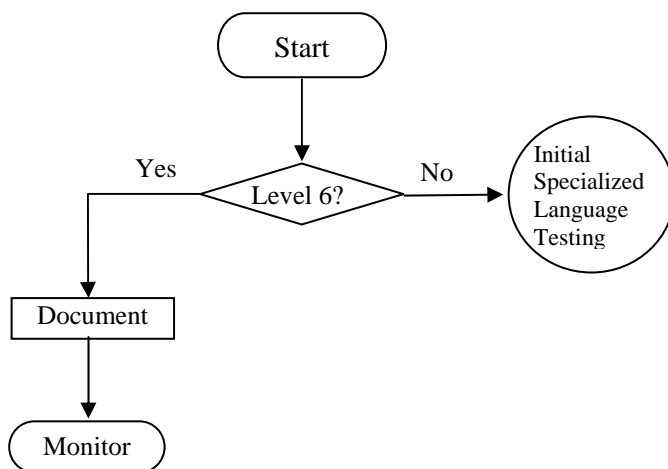 Start
Yes
No
Level 6?
Initial
Specialized
Language
Testing
Document
Monitor